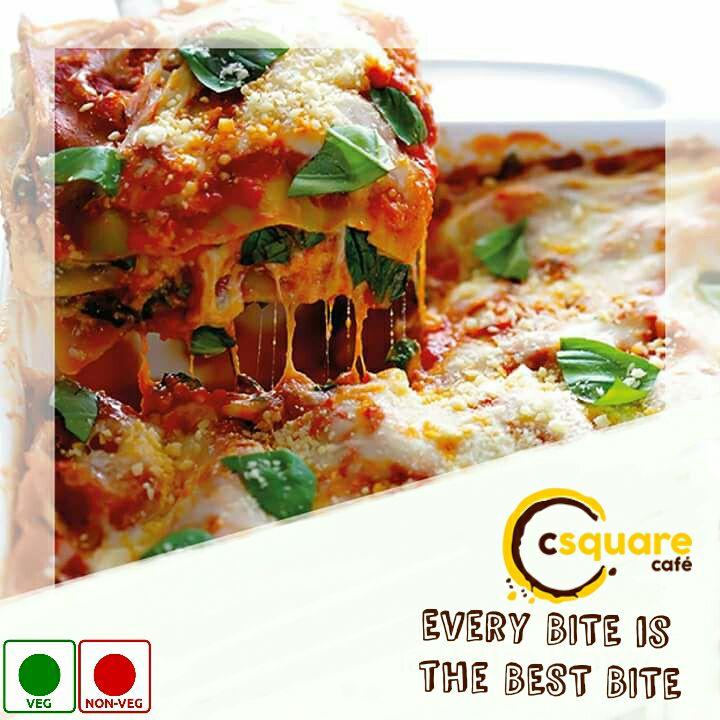 csquare
café
EVERY BITE IS
THE BEST BITE
VEG
NON-VEG